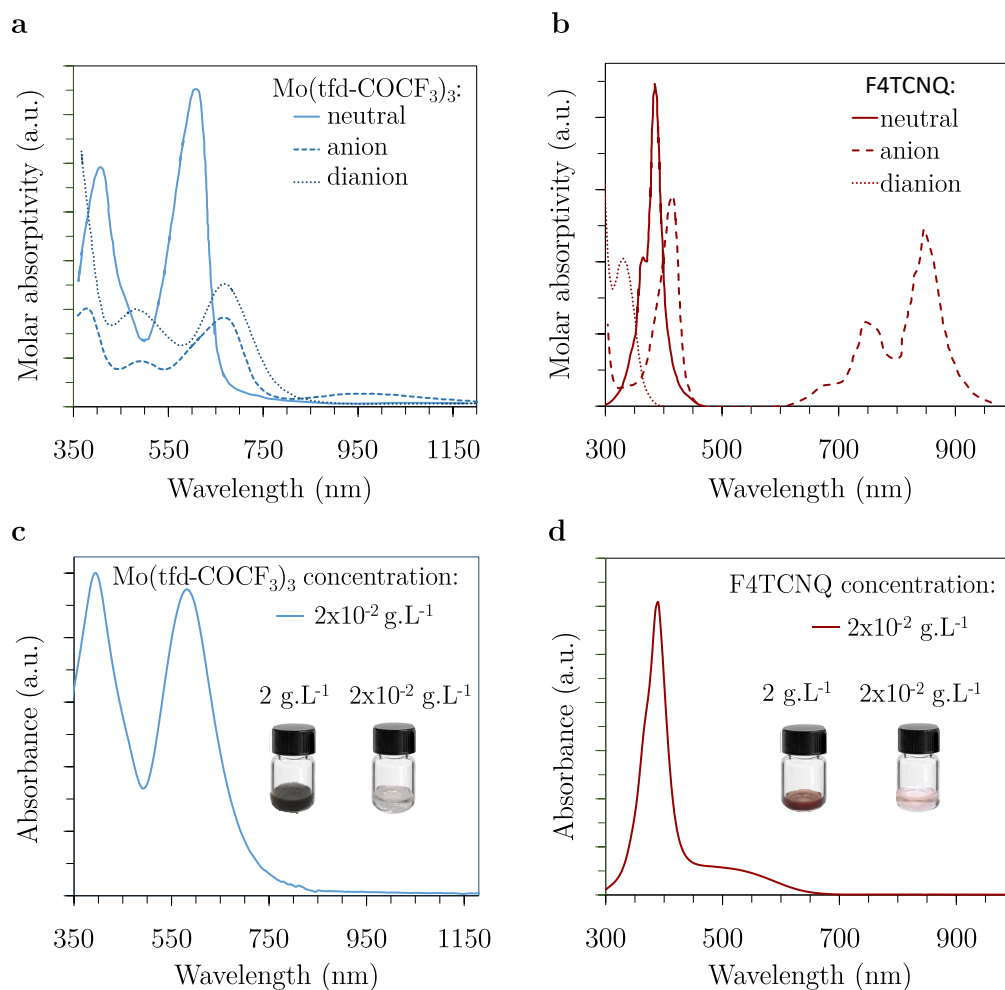 a
Mo(tfd-COCF₃)₃:
neutral
anion
dianion
Molar absorptivity (a.u.)
350 550 750 950 1150
Wavelength (nm)
b
F4TCNQ:
neutral
anion
dianion
Molar absorptivity (a.u.)
300 500 700 900
Wavelength (nm)
c
Mo(tfd-COCF₃)₃ concentration:
2x10⁻² g.L⁻¹
2 g.L⁻¹ 2x10⁻² g.L⁻¹
Absorbance (a.u.)
350 550 750 950 1150
Wavelength (nm)
d
F4TCNQ concentration:
2x10⁻² g.L⁻¹
2 g.L⁻¹ 2x10⁻² g.L⁻¹
Absorbance (a.u.)
300 500 700 900
Wavelength (nm)